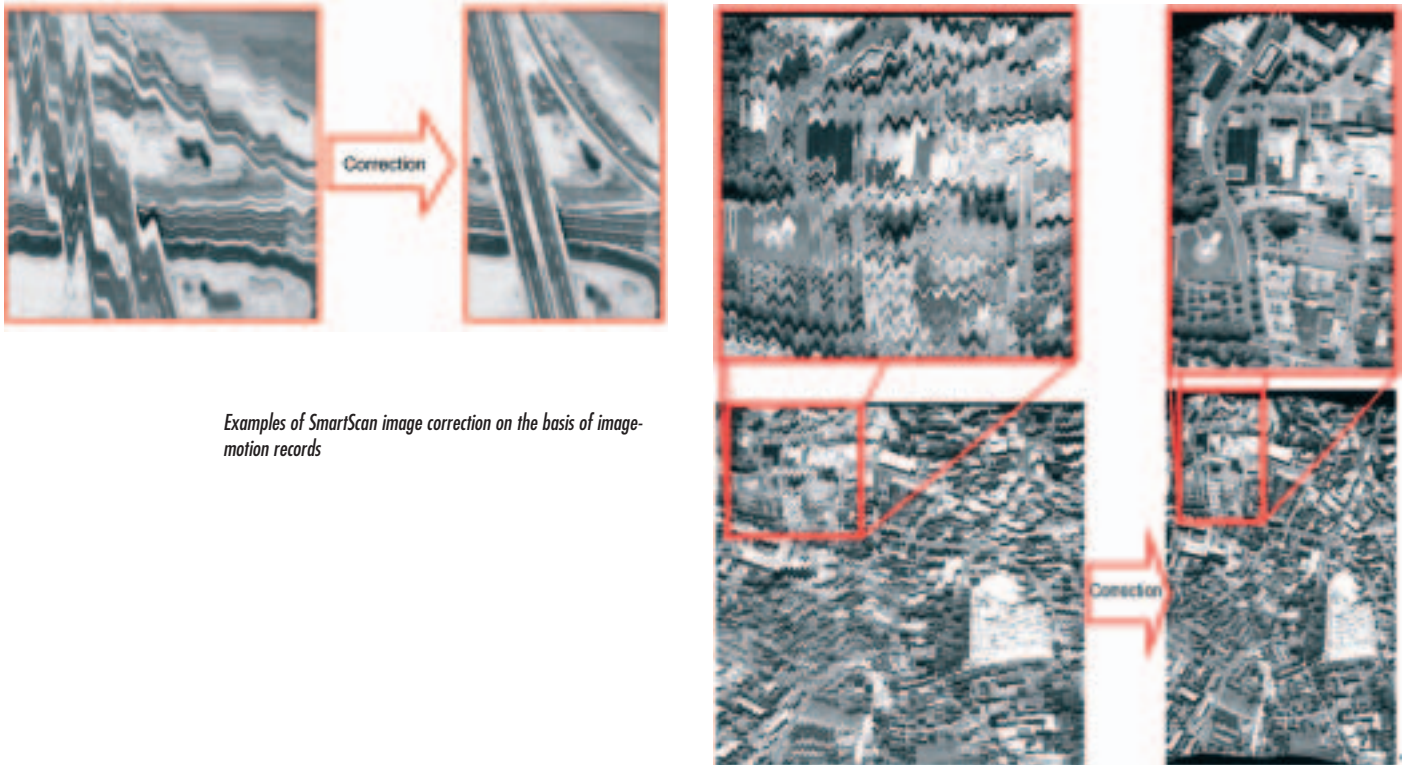 Correction
Correction
Examples of SmartScan image correction on the basis of image-
motion records